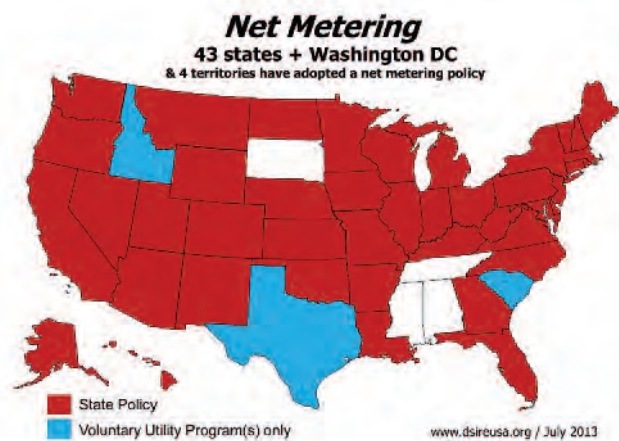 Net Metering
43 states + Washington DC
& 4 territories have adopted a net metering policy
State Policy
Voluntary Utility Program(s) only
www.dsireusa.org / July 2013